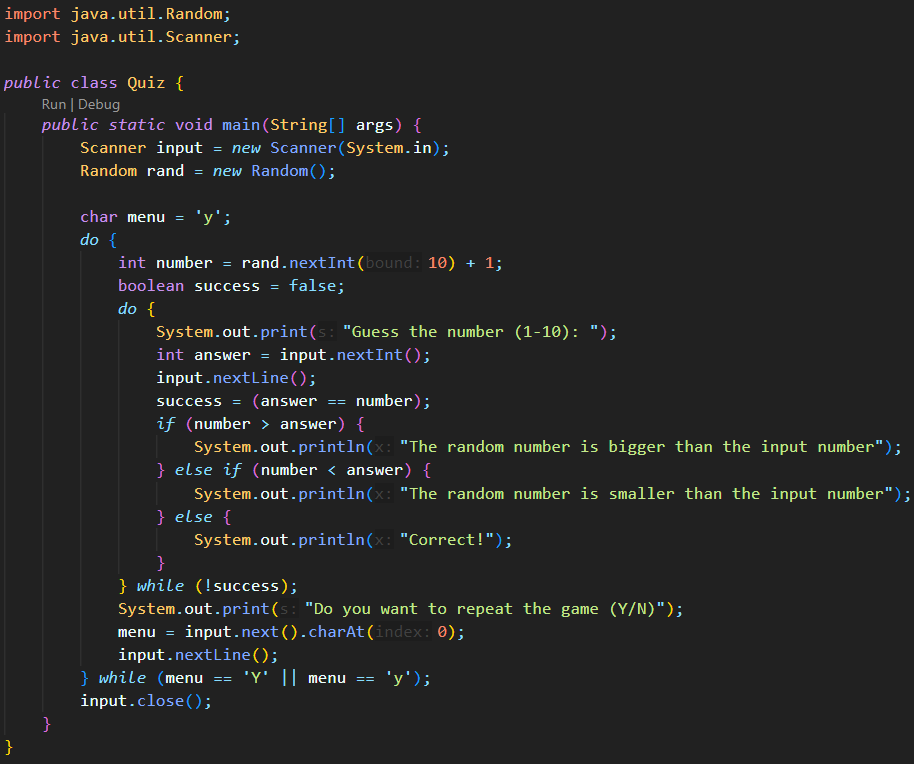 import java.util.Random;
import java.util.Scanner;

public class Quiz {
    Run | Debug
    public static void main(String[] args) {
        Scanner input = new Scanner(System.in);
        Random rand = new Random();

        char menu = 'y';
        do {
            int number = rand.nextInt(bound: 10) + 1;
            boolean success = false;
            do {
                System.out.print(s: "Guess the number (1-10): ");
                int answer = input.nextInt();
                input.nextLine();
                success = (answer == number);
                if (number > answer) {
                    System.out.println(x: "The random number is bigger than the input number");
                } else if (number < answer) {
                    System.out.println(x: "The random number is smaller than the input number");
                } else {
                    System.out.println(x: "Correct!");
                }
            } while (!success);
            System.out.print(s: "Do you want to repeat the game (Y/N)");
            menu = input.next().charAt(index: 0);
            input.nextLine();
        } while (menu == 'Y' || menu == 'y');
        input.close();
    }
}